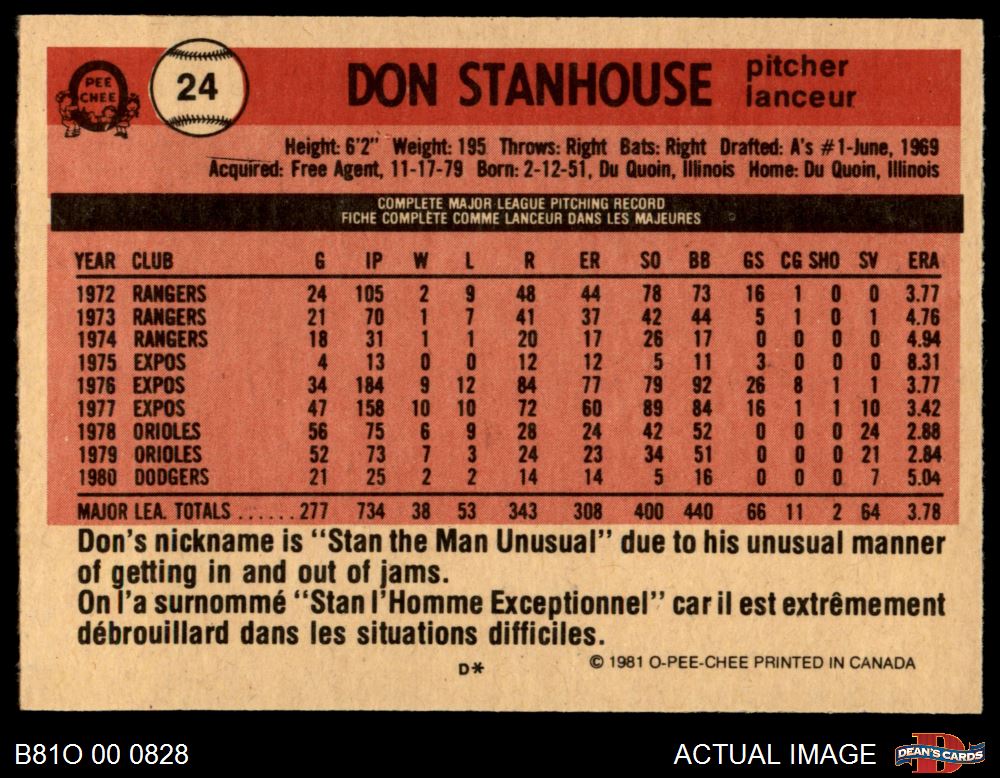 O
PEE
CHEE
24
DON STANHOUSE
pitcher
lanceur
Height: 6'2" Weight: 195 Throws: Right Bats: Right Drafted: A's #1-June, 1969
Acquired: Free Agent, 11-17-79 Born: 2-12-51, Du Quoin, Illinois Home: Du Quoin, Illinois
COMPLETE MAJOR LEAGUE PITCHING RECORD
FICHE COMPLÈTE COMME LANCEUR DANS LES MAJEURES
YEAR CLUB G IP W L R ER SO BB GS CG SHO SV ERA
1972 RANGERS 24 105 2 9 48 44 78 73 16 1 0 0 3.77
1973 RANGERS 21 70 1 7 41 37 42 44 5 1 0 1 4.76
1974 RANGERS 18 31 1 1 20 17 26 17 0 0 0 0 4.94
1975 EXPOS 4 13 0 0 12 12 5 11 3 0 0 0 8.31
1976 EXPOS 34 184 9 12 84 77 79 92 26 8 1 1 3.77
1977 EXPOS 47 158 10 10 72 60 89 84 16 1 1 10 3.42
1978 ORIOLES 56 75 6 9 28 24 42 52 0 0 0 24 2.88
1979 ORIOLES 52 73 7 3 24 23 34 51 0 0 0 21 2.84
1980 DODGERS 21 25 2 2 14 14 5 16 0 0 0 7 5.04
MAJOR LEA. TOTALS ......277 734 38 53 343 308 400 440 66 11 2 64 3.78
Don's nickname is "Stan the Man Unusual" due to his unusual manner
of getting in and out of jams.
On l'a surnommé "Stan l'Homme Exceptionnel" car il est extrêmement
débrouillard dans les situations difficiles.
D*
© 1981 O-PEE-CHEE PRINTED IN CANADA
B81O 00 0828
ACTUAL IMAGE
D
DEAN'S CARDS